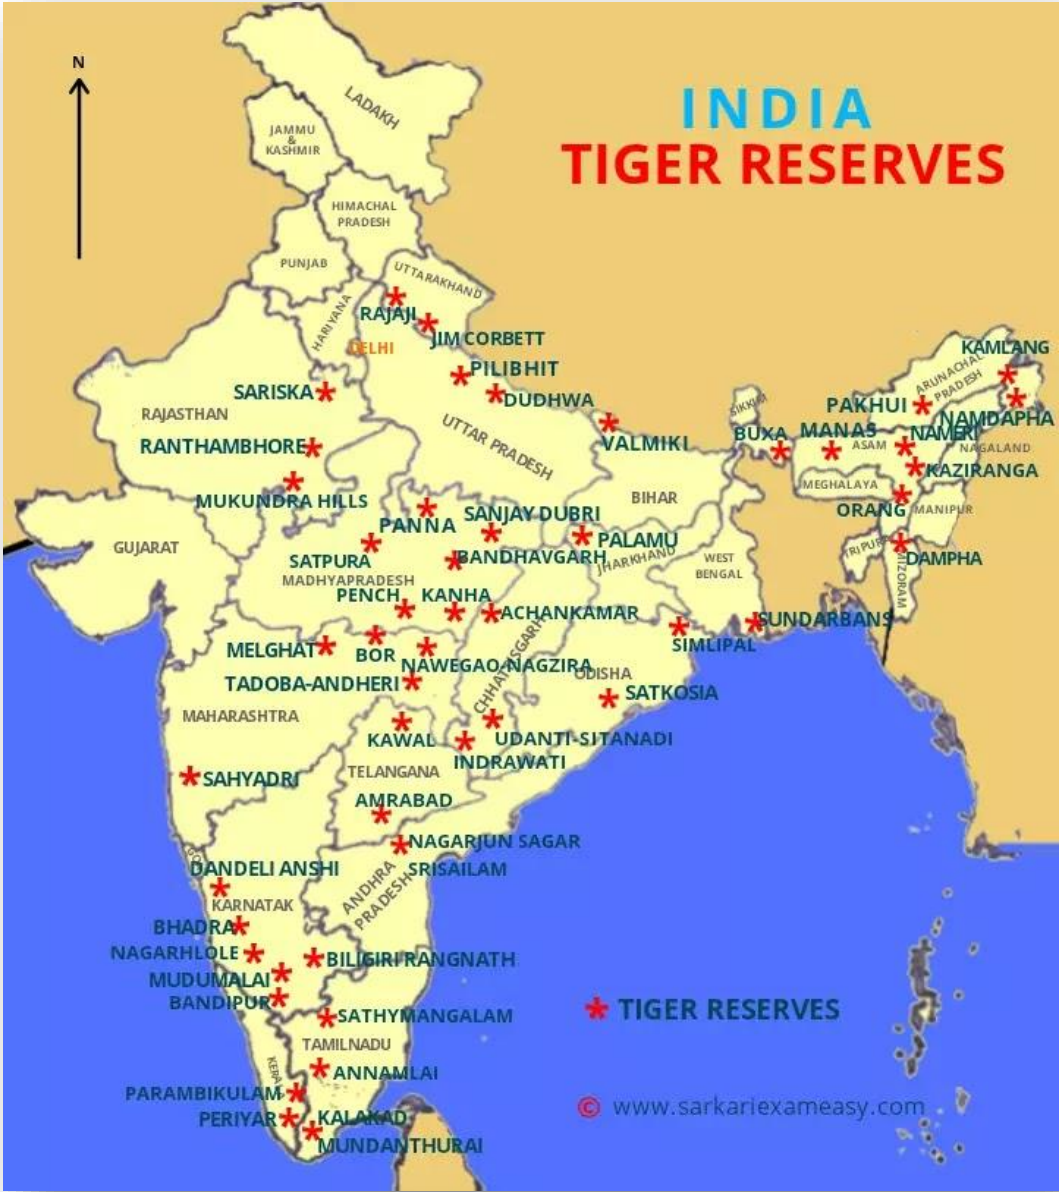 N
INDIA
TIGER RESERVES
LADAKH
JAMMU
&
KASHMIR
HIMACHAL
PRADESH
PUNJAB
UTTARAKHAND
HARIYANA
RAJAJI
JIM CORBETT
DELHI
KAMLANG
PILIBHIT
ARUNACHAL
PRADESH
SARISKA
DUDHWA
SIKKIM
PAKHUI
NAMDAPHA
RAJASTHAN
UTTAR PRADESH
VALMIKI
BUXA
MANAS
NAMERI
RANTHAMBHORE
ASAM
NAGALAND
KAZIRANGA
MEGHALAYA
MUKUNDRA HILLS
BIHAR
ORANG
MANIPUR
PANNA
SANJAY DUBRI
GUJARAT
SATPURA
PALAMU
TRIPURA
BANDHAVGARH
JHARKHAND
WEST
BENGAL
DAMPHA
MIZORAM
MADHYAPRADESH
PENCH
KANHA
ACHANKAMAR
SUNDARBANS
SIMLIPAL
MELGHAT
BOR
NAWEGAO-NAGZIRA
CHHATTASGARH
ODISHA
TADOBA-ANDHERI
SATKOSIA
MAHARASHTRA
KAWAL
UDANTI-SITANADI
INDRAWATI
SAHYADRI
TELANGANA
AMRABAD
NAGARJUN SAGAR
SRISAILAM
GOA
DANDELI ANSHI
ANDHRA
PRADESH
KARNATAK
BHADRA
NAGARHLOLE
BILIGIRI RANGNATH
MUDUMALAI
BANDIPUR
SATHYMANGALAM
TIGER RESERVES
TAMILNADU
KERALA
ANNAMLAI
PARAMBIKULAM
PERIYAR
KALAKAD-
MUNDANTHURAI
© www.sarkariexameasy.com